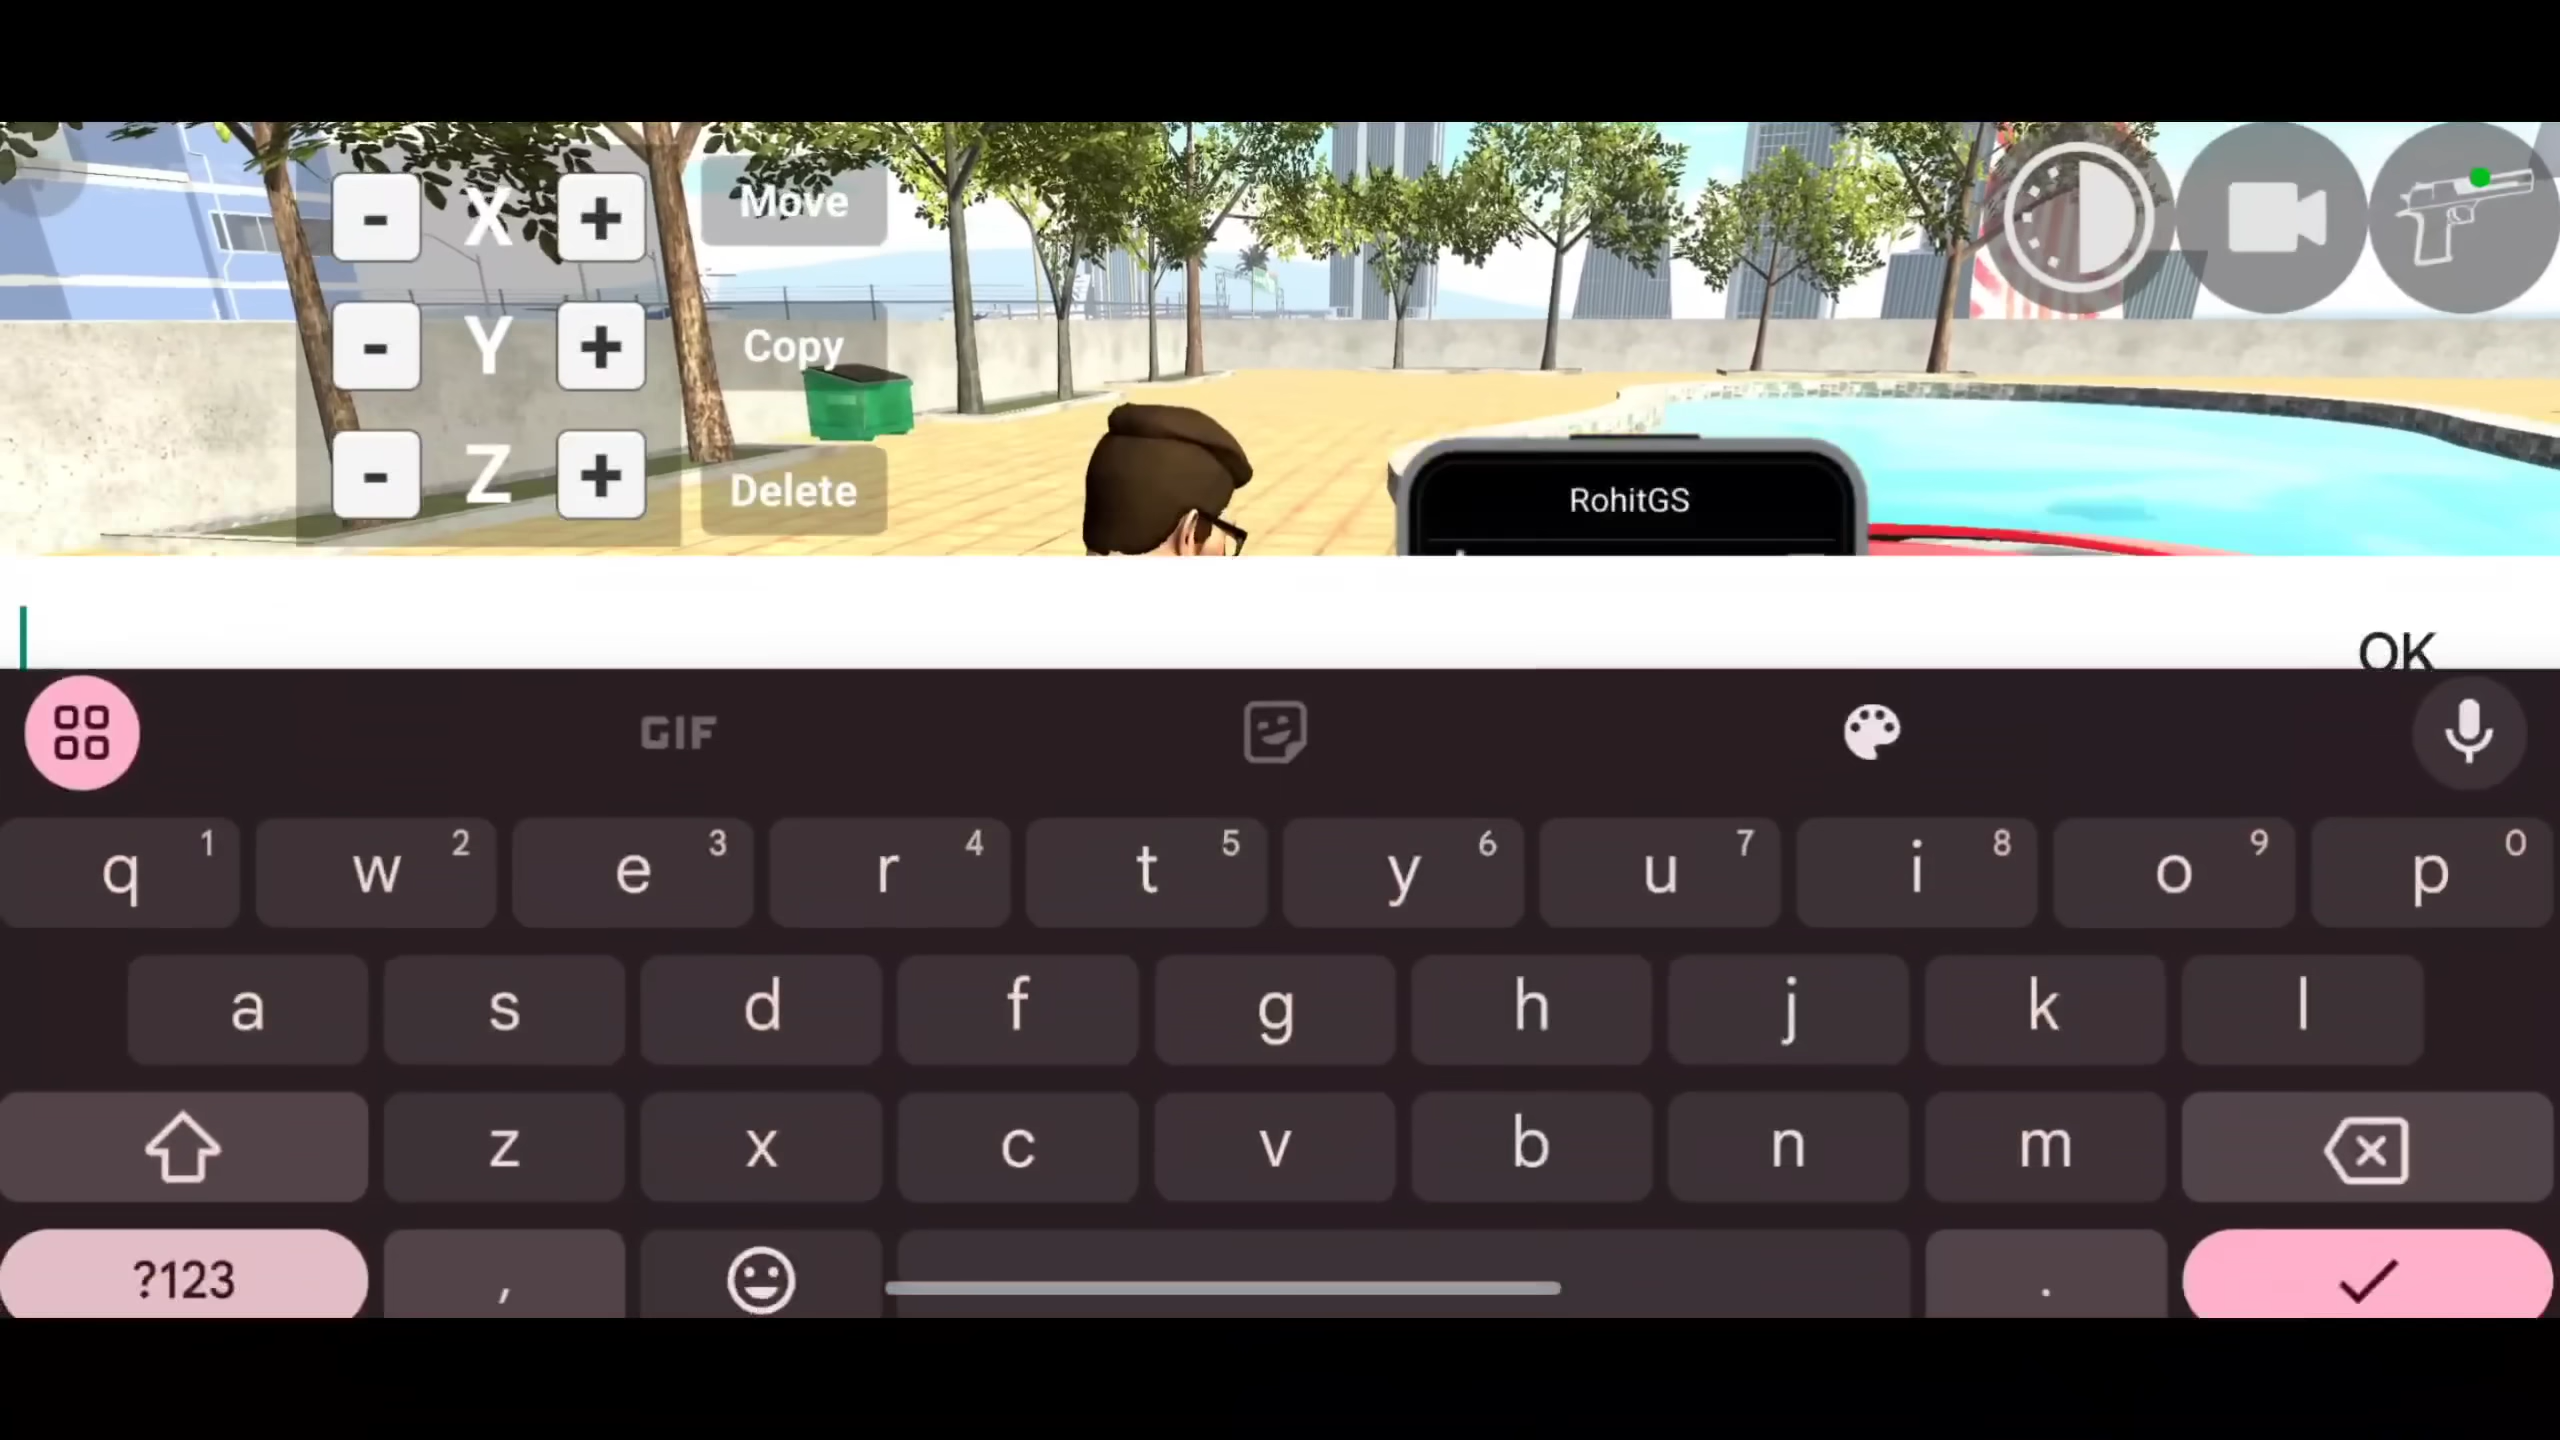 - X + Move
- Y + Copy
- Z + Delete
RohitGS
OK
GIF
q 1 w 2 e 3 r 4 t 5 y 6 u 7 i 8 o 9 p 0
a s d f g h j k l
z x c v b n m
?123 , .